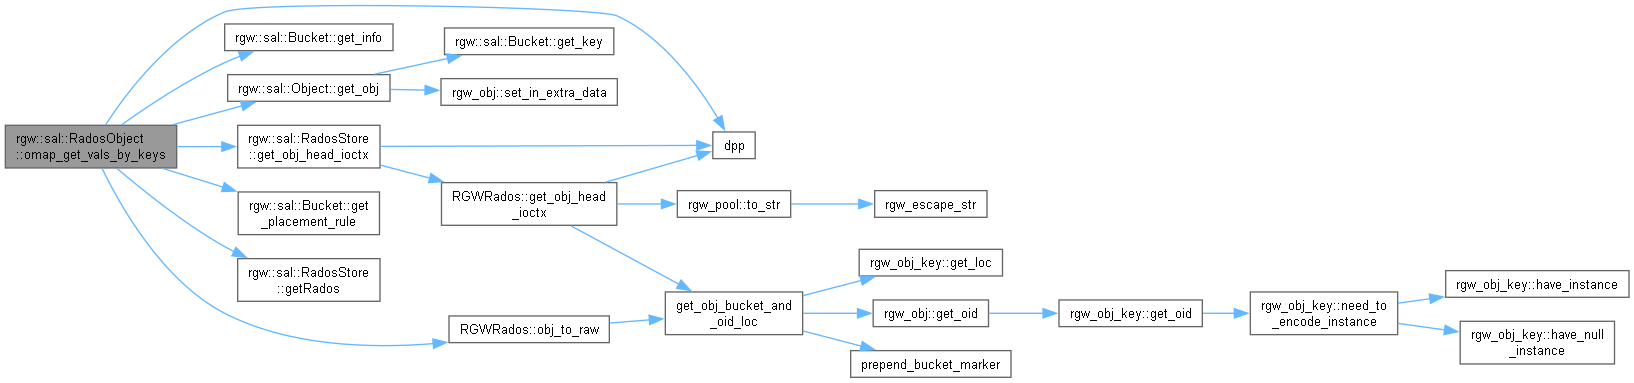 rgw::sal::RadosObject
::omap_get_vals_by_keys
rgw::sal::Bucket::get_info
rgw::sal::Object::get_obj
rgw::sal::RadosStore
::get_obj_head_ioctx
rgw::sal::Bucket::get
_placement_rule
rgw::sal::RadosStore
::getRados
rgw::sal::Bucket::get_key
rgw_obj::set_in_extra_data
RGWRados::get_obj_head
_ioctx
RGWRados::obj_to_raw
dpp
rgw_pool::to_str
get_obj_bucket_and
_oid_loc
rgw_escape_str
rgw_obj_key::get_loc
rgw_obj::get_oid
prepend_bucket_marker
rgw_obj_key::get_oid
rgw_obj_key::need_to
_encode_instance
rgw_obj_key::have_instance
rgw_obj_key::have_null
_instance